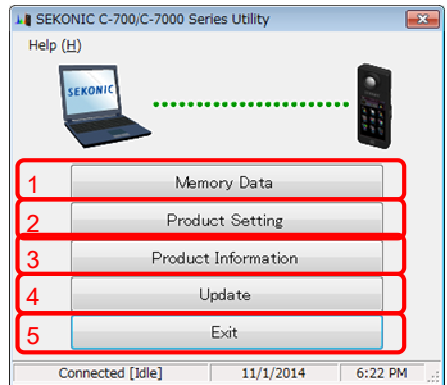 SEKONIC C-700/C-7000 Series Utility
Help (H)
SEKONIC
1 Memory Data
2 Product Setting
3 Product Information
4 Update
5 Exit
Connected [Idle] 11/1/2014 6:22 PM